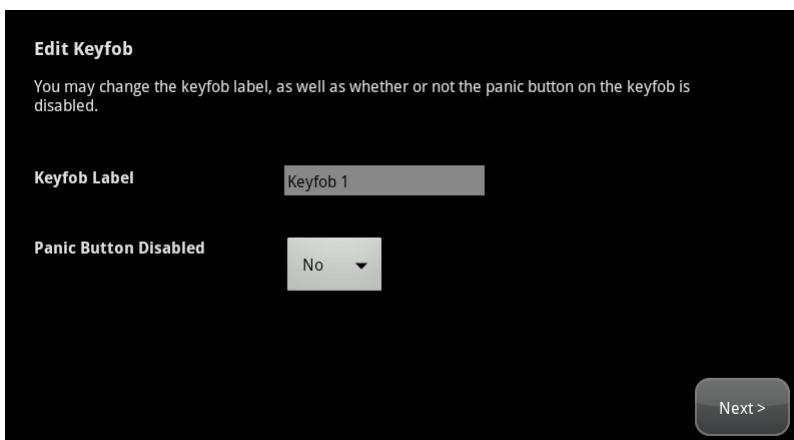 Edit Keyfob
You may change the keyfob label, as well as whether or not the panic button on the keyfob is
disabled.
Keyfob Label
Keyfob 1
Panic Button Disabled
No
Next >